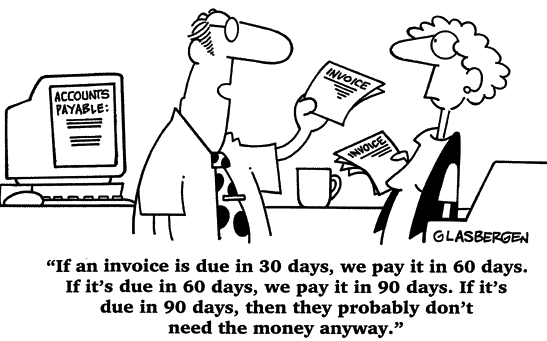 ACCOUNTS
PAYABLE:
INVOICE
INVOICE
GLASBERGEN
“If an invoice is due in 30 days, we pay it in 60 days.
If it’s due in 60 days, we pay it in 90 days. If it’s
due in 90 days, then they probably don’t
need the money anyway.”